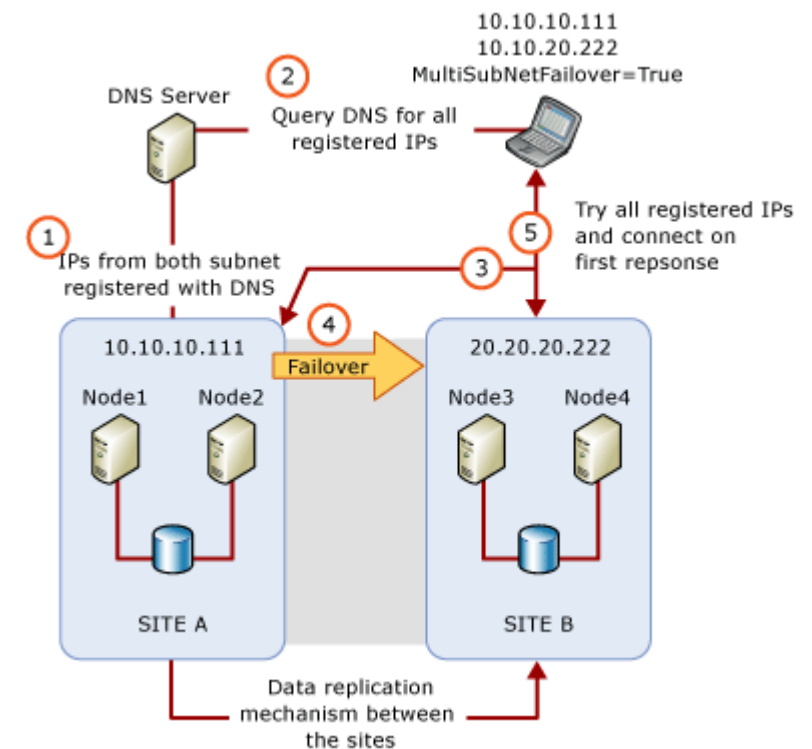 10.10.10.111
10.10.20.222
MultiSubNetFailover=True
2
DNS Server
Query DNS for all
registered IPs
1
IPs from both subnet
registered with DNS
3
5
Try all registered IPs
and connect on
first repsonse
4
Failover
10.10.10.111
Node1
Node2
SITE A
20.20.20.222
Node3
Node4
SITE B
Data replication
mechanism between
the sites